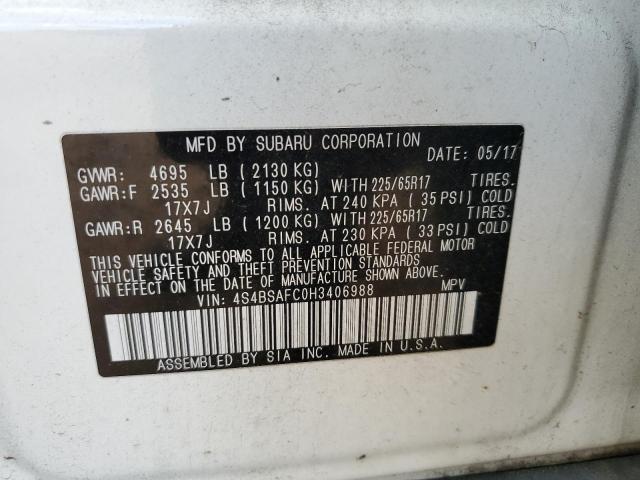 MFD BY SUBARU CORPORATION
DATE: 05/17
GVWR: 4695 LB ( 2130 KG)
GAWR:F 2535 LB ( 1150 KG) WITH 225/65R17 TIRES.
17X7J RIMS. AT 240 KPA ( 35 PSI) COLD
GAWR:R 2645 LB ( 1200 KG) WITH 225/65R17 TIRES.
17X7J RIMS. AT 230 KPA ( 33 PSI) COLD
THIS VEHICLE CONFORMS TO ALL APPLICABLE FEDERAL MOTOR
VEHICLE SAFETY AND THEFT PREVENTION STANDARDS
IN EFFECT ON THE DATE OF MANUFACTURE SHOWN ABOVE.
VIN: 4S4BSAFC0H3406988 MPV
ASSEMBLED BY SIA INC. MADE IN U.S.A.